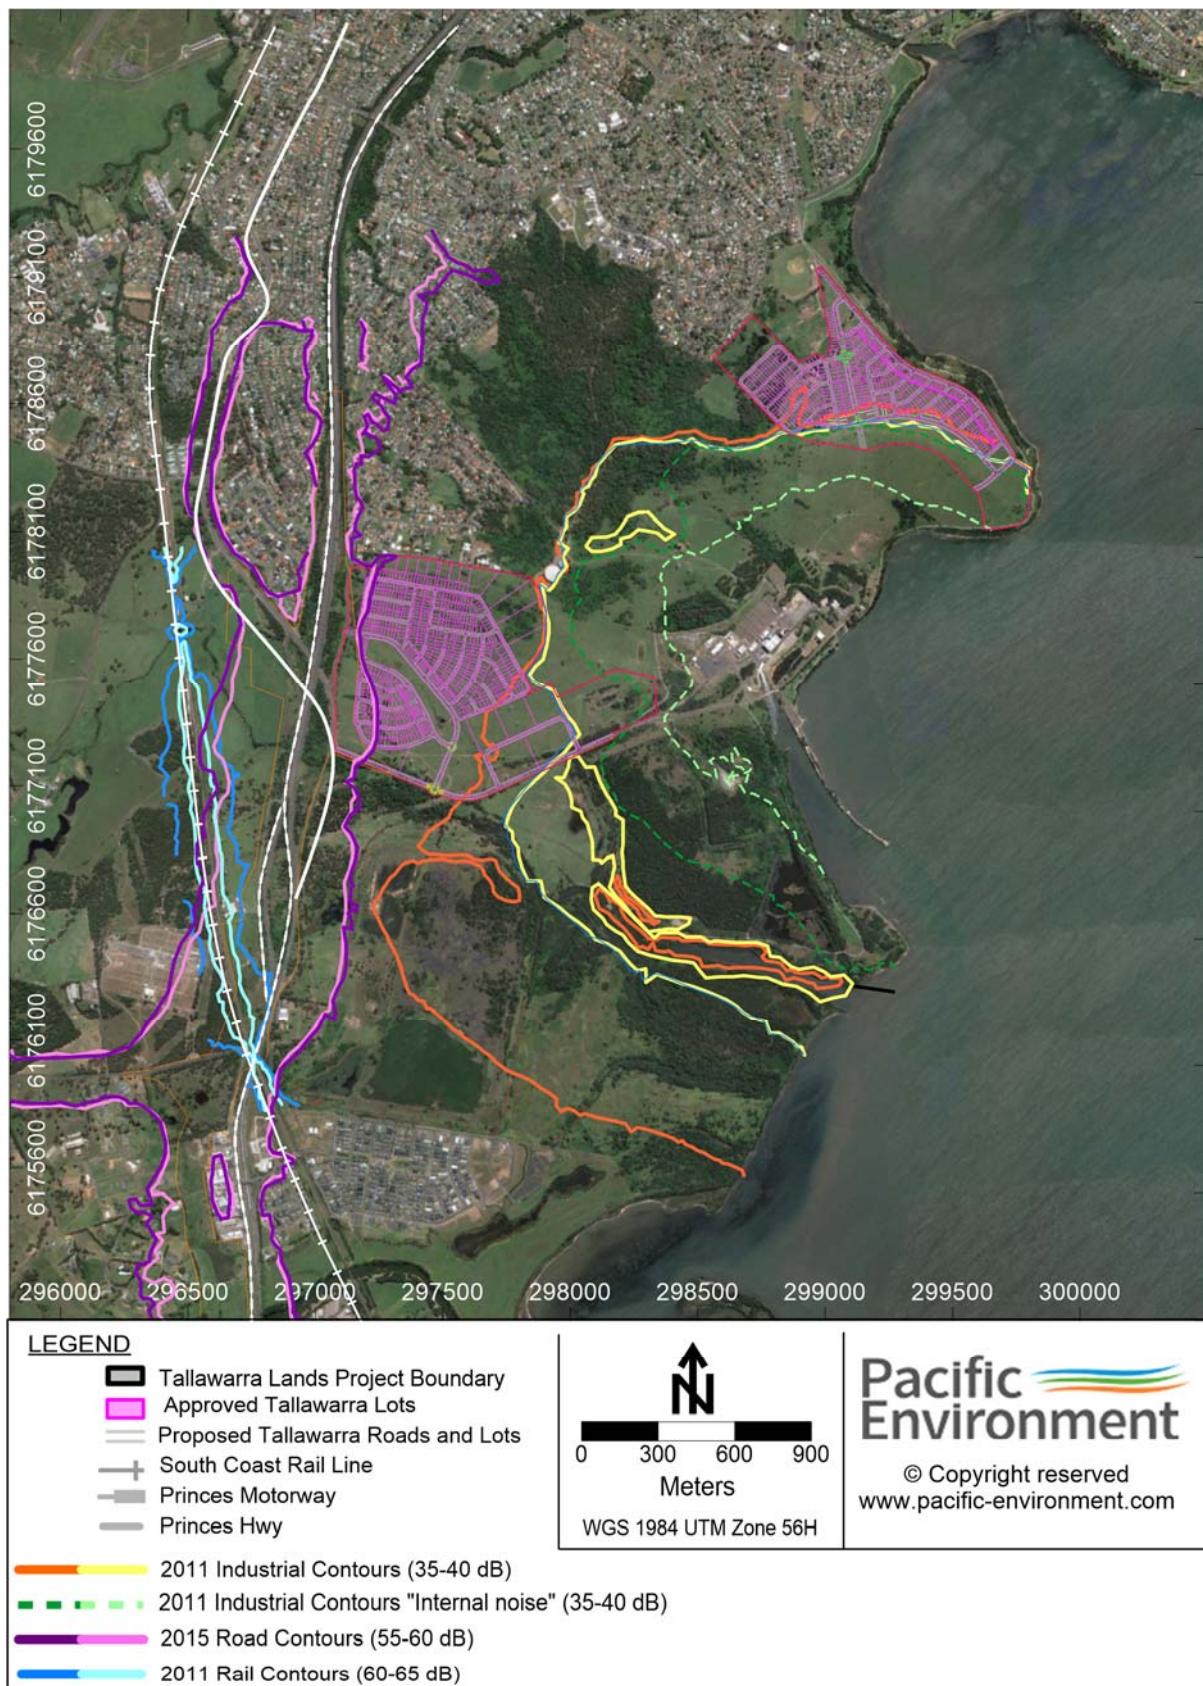 6179600
6179100
6178600
6178100
6177600
6177100
6176600
6176100
6175600
296000 296500 297000 297500 298000 298500 299000 299500 300000
LEGEND
Tallawarra Lands Project Boundary
Approved Tallawarra Lots
Proposed Tallawarra Roads and Lots
South Coast Rail Line
Princes Motorway
Princes Hwy
2011 Industrial Contours (35-40 dB)
2011 Industrial Contours "Internal noise" (35-40 dB)
2015 Road Contours (55-60 dB)
2011 Rail Contours (60-65 dB)
N
0 300 600 900
Meters
WGS 1984 UTM Zone 56H
Pacific
Environment
© Copyright reserved
www.pacific-environment.com